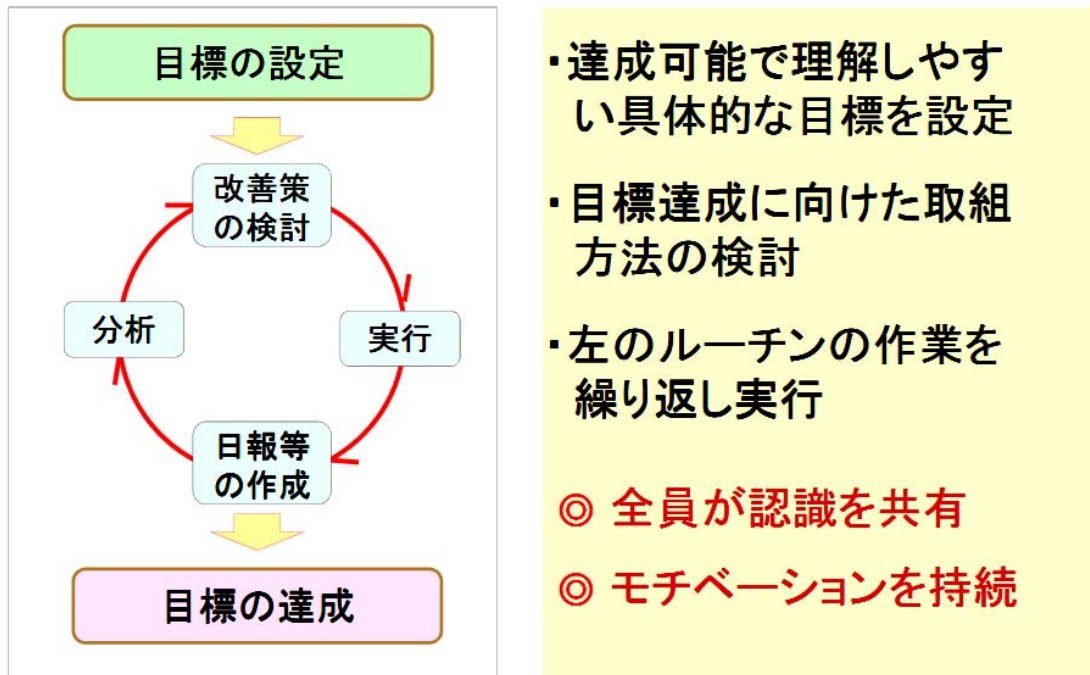 目標の設定
改善策
の検討
実行
日報等
の作成
分析
目標の達成
・達成可能で理解しやす
い具体的な目標を設定
・目標達成に向けた取組
方法の検討
・左のルーチンの作業を
繰り返し実行
◎ 全員が認識を共有
◎ モチベーションを持続